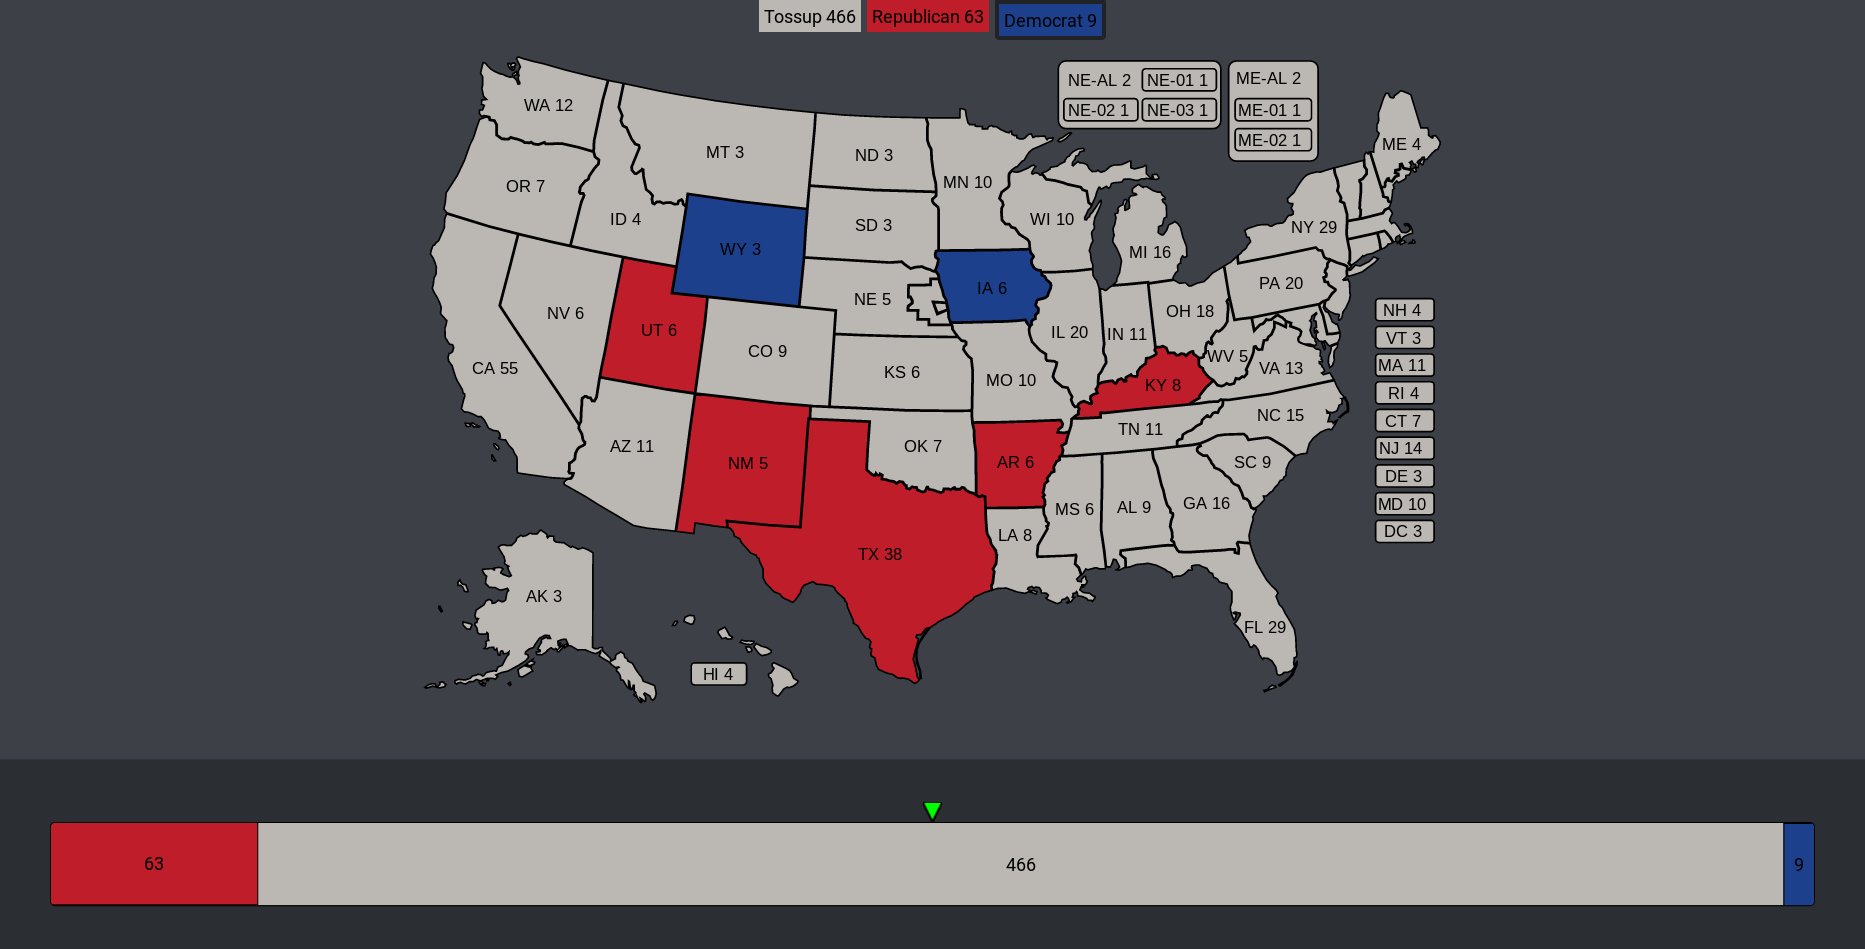 Tossup 466 Republican 63 Democrat 9
NE-AL 2 NE-01 1
NE-02 1 NE-03 1
ME-AL 2
ME-01 1
ME-02 1
WA 12
OR 7
ID 4
MT 3
ND 3
MN 10
SD 3
WY 3
WI 10
MI 16
NY 29
ME 4
NE 5
IA 6
PA 20
NV 6
UT 6
CO 9
IL 20
IN 11
OH 18
CA 55
KS 6
MO 10
KY 8
WV 5
VA 13
NH 4
VT 3
MA 11
RI 4
CT 7
NJ 14
DE 3
MD 10
DC 3
AZ 11
NM 5
OK 7
AR 6
TN 11
NC 15
SC 9
TX 38
LA 8
MS 6
AL 9
GA 16
FL 29
AK 3
HI 4
63
466
9